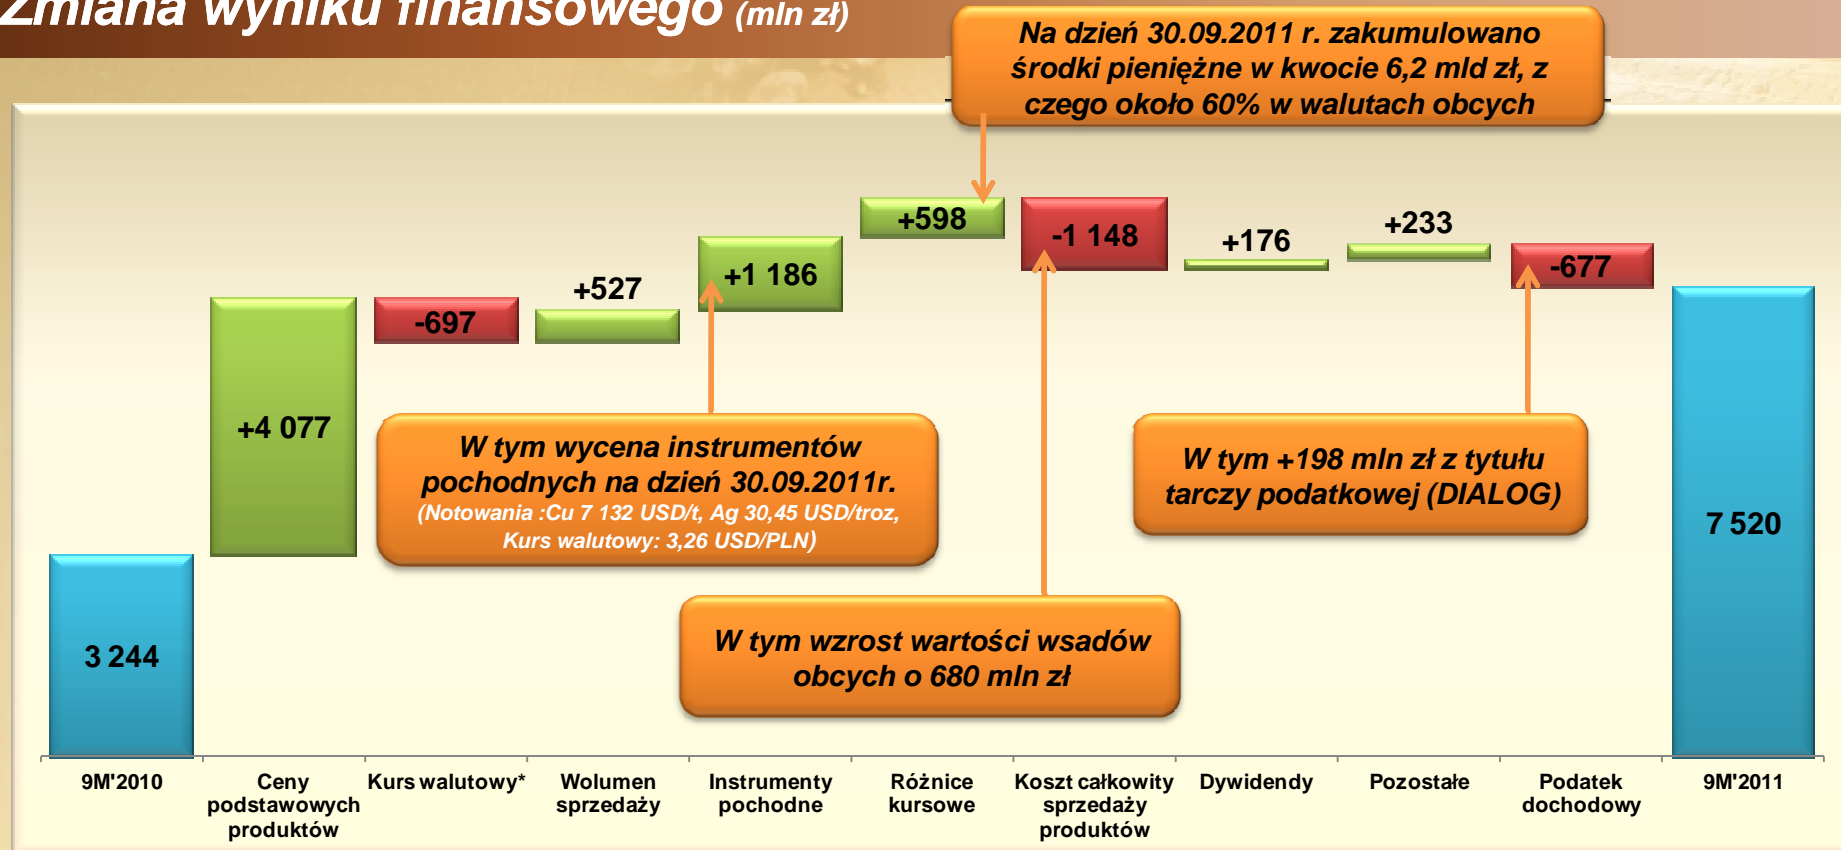 Zmiana wyniku finansowego (mln zł)
Na dzień 30.09.2011 r. zakumulowano
środki pieniężne w kwocie 6,2 mld zł, z
czego około 60% w walutach obcych
+598
-1 148
+176
+233
-677
+1 186
+527
-697
+4 077
3 244
7 520
W tym wycena instrumentów
pochodnych na dzień 30.09.2011r.
(Notowania :Cu 7 132 USD/t, Ag 30,45 USD/troz,
Kurs walutowy: 3,26 USD/PLN)
W tym +198 mln zł z tytułu
tarczy podatkowej (DIALOG)
W tym wzrost wartości wsadów
obcych o 680 mln zł
9M'2010
Ceny
podstawowych
produktów
Kurs walutowy*
Wolumen
sprzedaży
Instrumenty
pochodne
Różnice
kursowe
Koszt całkowity
sprzedaży
produktów
Dywidendy
Pozostałe
Podatek
dochodowy
9M'2011